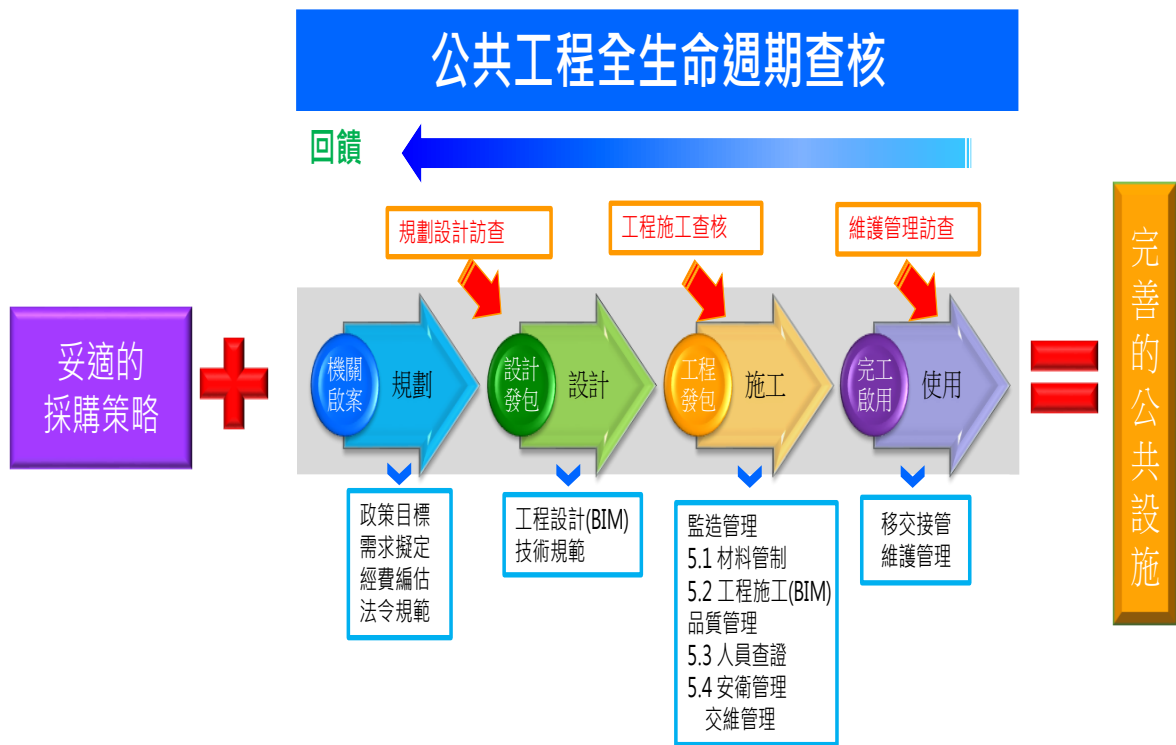 公共工程全生命週期查核
回饋
規劃設計訪查
工程施工查核
維護管理訪查
妥適的
採購策略
機關
啟案
規劃
設計
發包
設計
工程
發包
施工
完工
啟用
使用
政策目標
需求擬定
經費編估
法令規範
工程設計(BIM)
技術規範
監造管理
5.1 材料管制
5.2 工程施工(BIM)
品質管理
5.3 人員查證
5.4 安衛管理
交維管理
移交接管
維護管理
完善的公共設施